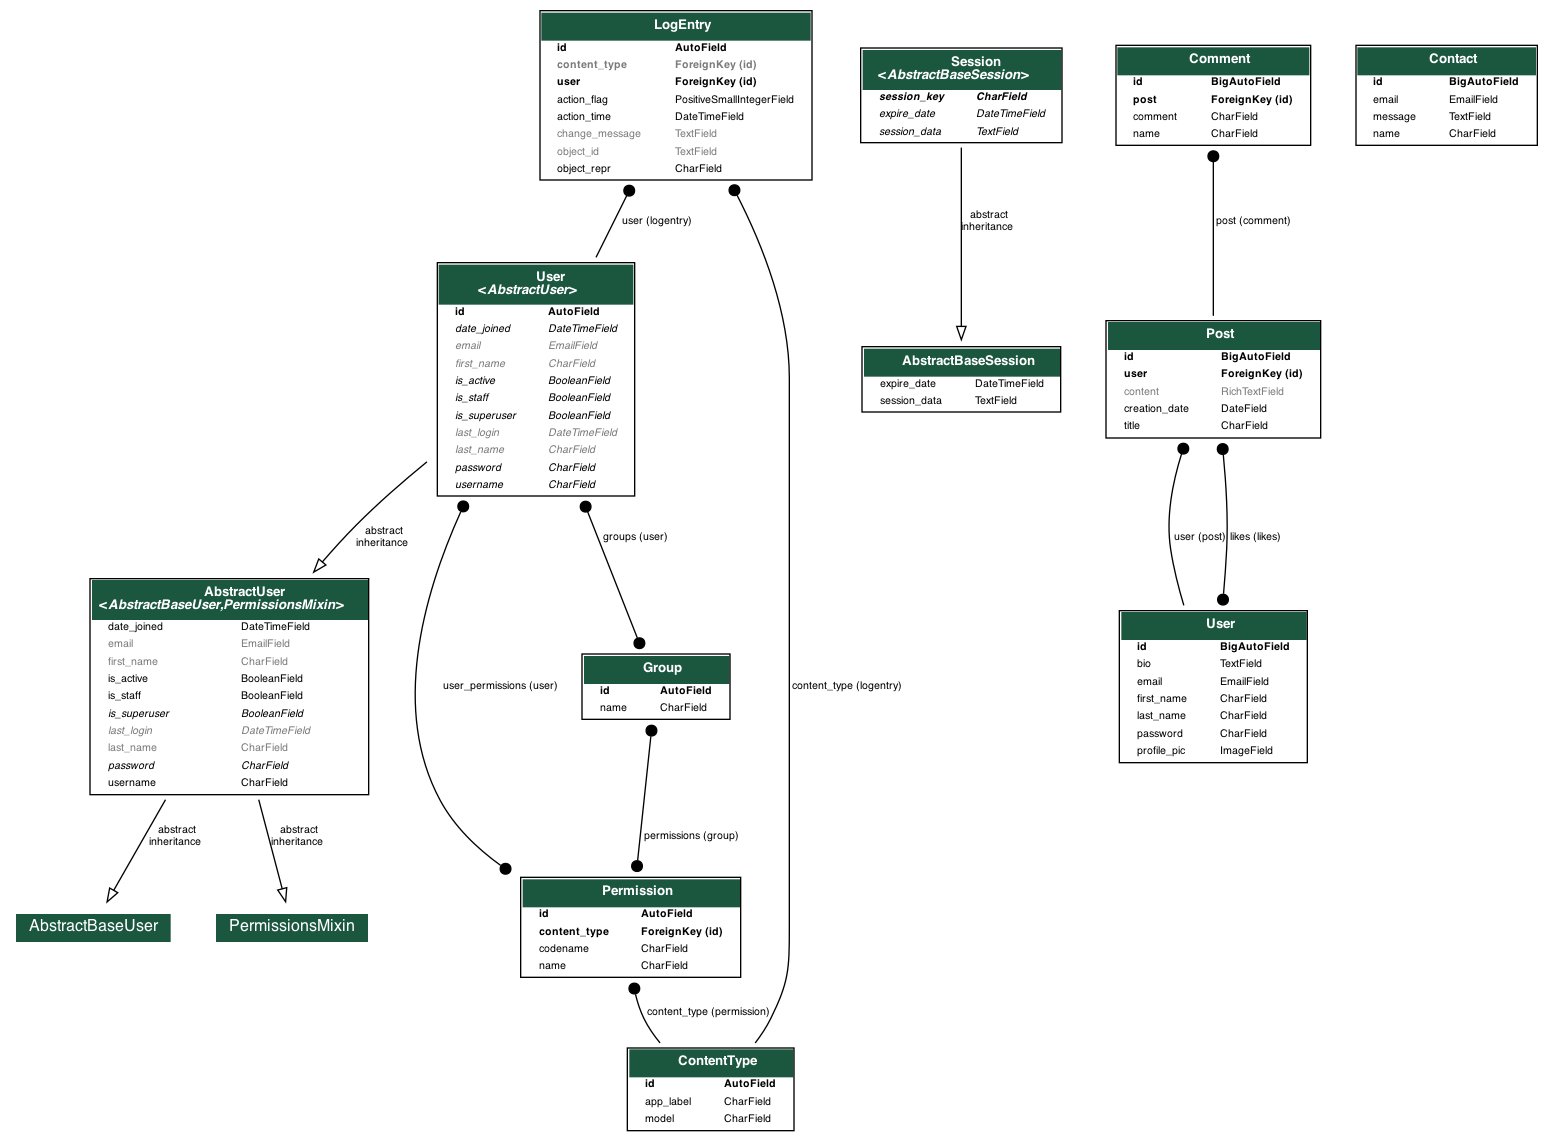 LogEntry
id AutoField
content_type ForeignKey (id)
user ForeignKey (id)
action_flag PositiveSmallIntegerField
action_time DateTimeField
change_message TextField
object_id TextField
object_repr CharField
Session
<AbstractBaseSession>
session_key CharField
expire_date DateTimeField
session_data TextField
Comment
id BigAutoField
post ForeignKey (id)
comment CharField
name CharField
Contact
id BigAutoField
email EmailField
message TextField
name CharField
user (logentry)
abstract
inheritance
post (comment)
User
<AbstractUser>
id AutoField
date_joined DateTimeField
email EmailField
first_name CharField
is_active BooleanField
is_staff BooleanField
is_superuser BooleanField
last_login DateTimeField
last_name CharField
password CharField
username CharField
AbstractBaseSession
expire_date DateTimeField
session_data TextField
Post
id BigAutoField
user ForeignKey (id)
content RichTextField
creation_date DateField
title CharField
abstract
inheritance
groups (user)
user (post)
likes (likes)
AbstractUser
<AbstractBaseUser,PermissionsMixin>
date_joined DateTimeField
email EmailField
first_name CharField
is_active BooleanField
is_staff BooleanField
is_superuser BooleanField
last_login DateTimeField
last_name CharField
password CharField
username CharField
user_permissions (user)
Group
id AutoField
name CharField
content_type (logentry)
User
id BigAutoField
bio TextField
email EmailField
first_name CharField
last_name CharField
password CharField
profile_pic ImageField
abstract
inheritance
abstract
inheritance
permissions (group)
AbstractBaseUser
PermissionsMixin
Permission
id AutoField
content_type ForeignKey (id)
codename CharField
name CharField
content_type (permission)
ContentType
id AutoField
app_label CharField
model CharField